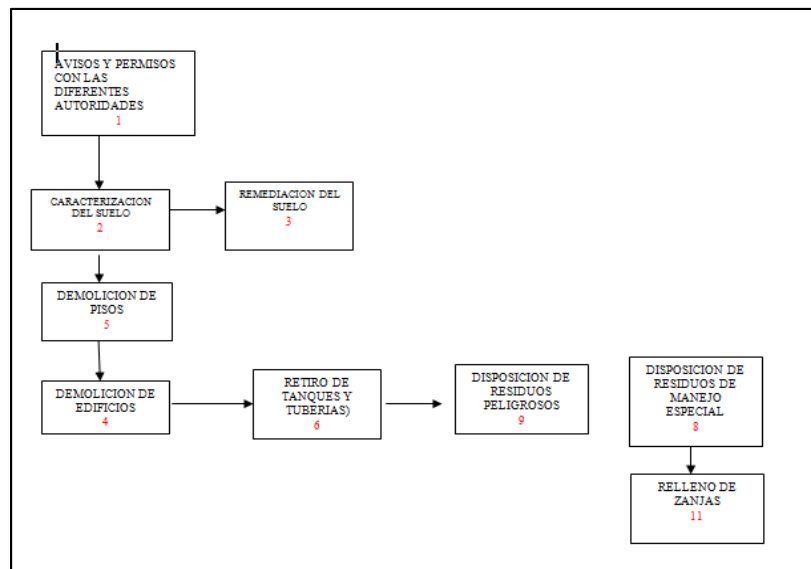 AVISOS Y PERMISOS
CON LAS
DIFERENTES
AUTORIDADES
1
CARACTERIZACION
DEL SUELO
2
REMEDIACION DEL
SUELO
3
DEMOLICION DE
PISOS
5
DEMOLICION DE
EDIFICIOS
4
RETIRO DE
TANQUES Y
TUBERIAS)
6
DISPOSICION DE
RESIDUOS
PELIGROSOS
9
DISPOSICION DE
RESIDUOS DE
MANEJO
ESPECIAL
8
RELLENO DE
ZANJAS
11